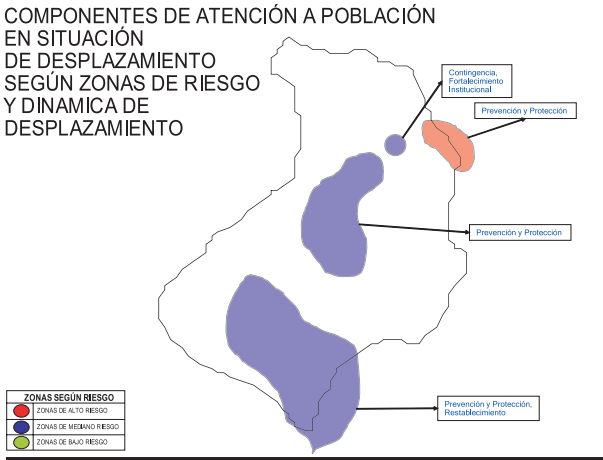 COMPONENTES DE ATENCIÓN A POBLACIÓN
EN SITUACIÓN
DE DESPLAZAMIENTO
SEGÚN ZONAS DE RIESGO
Y DINAMICA DE
DESPLAZAMIENTO
Contingencia,
Fortalecimiento
Institucional
Prevención y Protección
Prevención y Protección
Prevención y Protección,
Restablecimiento
ZONAS SEGÚN RIESGO
ZONAS DE ALTO RIESGO
ZONAS DE MEDIANO RIESGO
ZONAS DE BAJO RIESGO